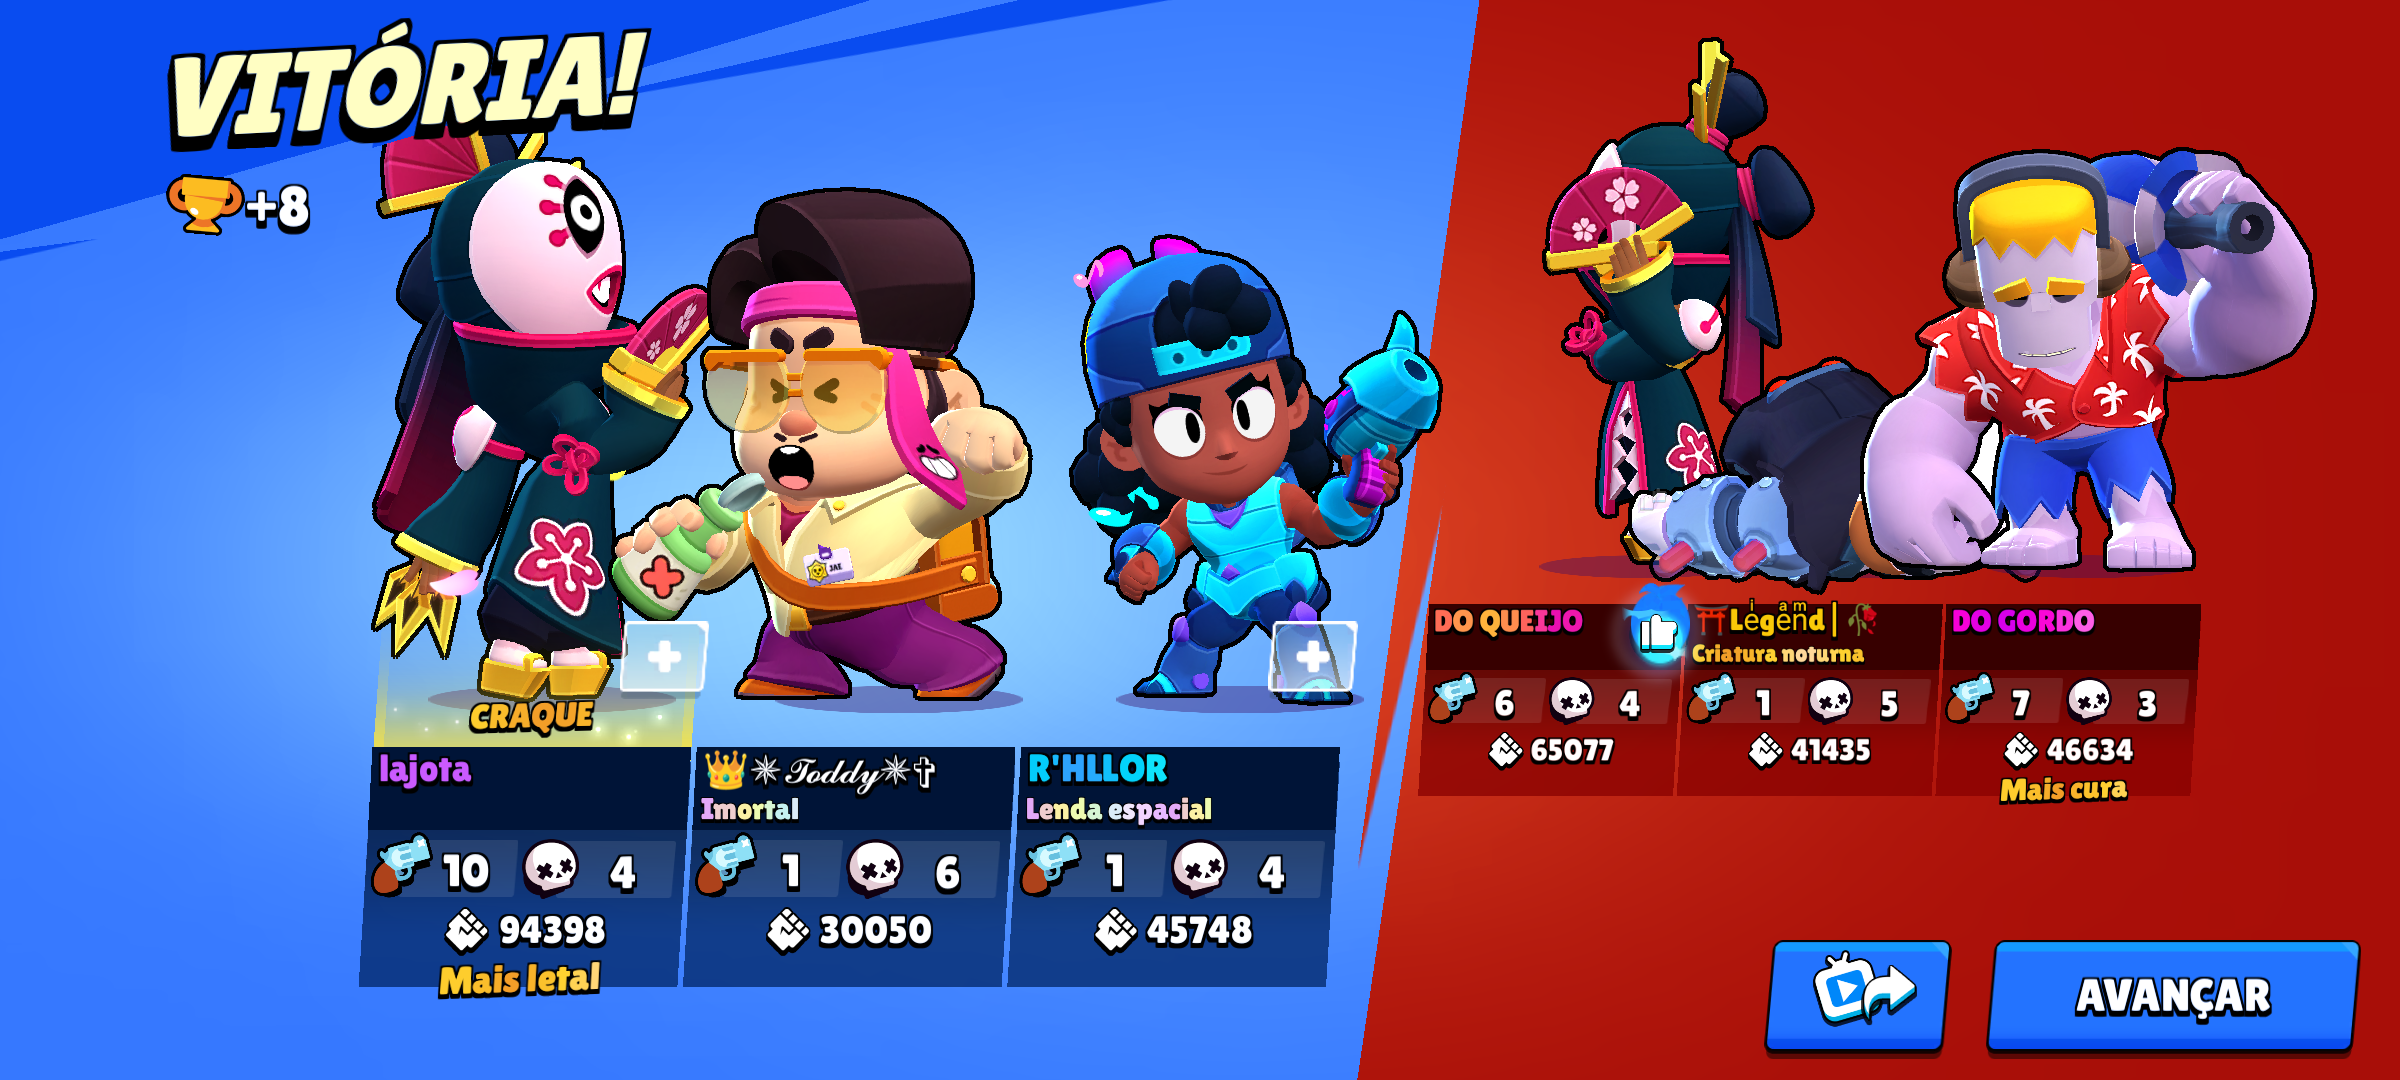 VITÓRIA!
+8
JAE
CRAQUE
lajota
10 4
94398
Mais letal
👑✴𝒯ℴ𝒹𝒹𝓎✴✞
Imortal
1 6
30050
R'HLLOR
Lenda espacial
1 4
45748
DO QUEIJO
6 4
65077
⛩️Legend|🥀
i am
Criatura noturna
1 5
41435
DO GORDO
7 3
46634
Mais cura
AVANÇAR